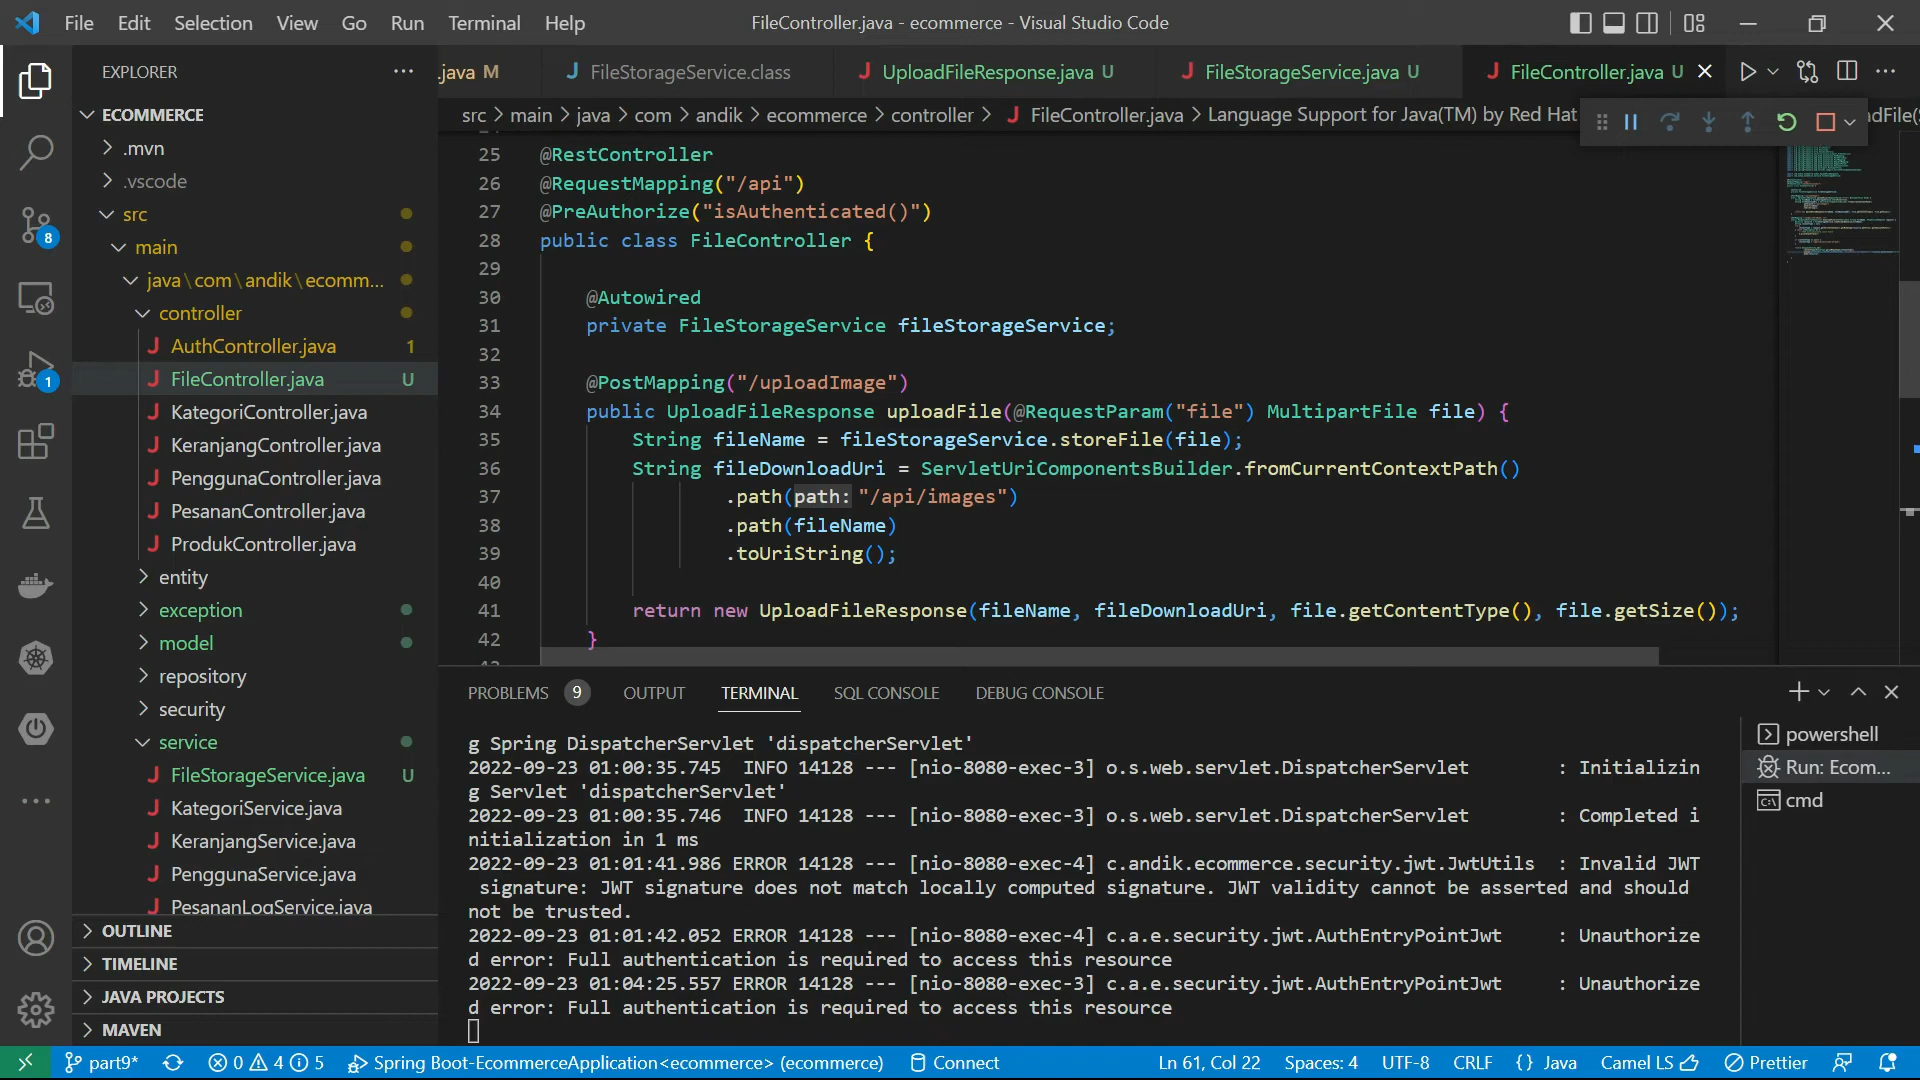 File Edit Selection View Go Run Terminal Help
FileController.java - ecommerce - Visual Studio Code
EXPLORER
.java M
FileStorageService.class
UploadFileResponse.java U
FileStorageService.java U
FileController.java U
src > main > java > com > andik > ecommerce > controller > FileController.java > Language Support for Java(TM) by Red Hat
dFile(S
ECOMMERCE
.mvn
.vscode
src
main
java\com\andik\ecomm...
controller
AuthController.java 1
FileController.java U
KategoriController.java
KeranjangController.java
PenggunaController.java
PesananController.java
ProdukController.java
entity
exception
model
repository
security
service
FileStorageService.java U
KategoriService.java
KeranjangService.java
PenggunaService.java
PesananLogService.java
OUTLINE
TIMELINE
JAVA PROJECTS
MAVEN
8
1
25 @RestController
26 @RequestMapping("/api")
27 @PreAuthorize("isAuthenticated()")
28 public class FileController {
29
30 @Autowired
31 private FileStorageService fileStorageService;
32
33 @PostMapping("/uploadImage")
34 public UploadFileResponse uploadFile(@RequestParam("file") MultipartFile file) {
35 String fileName = fileStorageService.storeFile(file);
36 String fileDownloadUri = ServletUriComponentsBuilder.fromCurrentContextPath()
37 .path(path: "/api/images")
38 .path(fileName)
39 .toUriString();
40
41 return new UploadFileResponse(fileName, fileDownloadUri, file.getContentType(), file.getSize());
42 }
PROBLEMS 9 OUTPUT TERMINAL SQL CONSOLE DEBUG CONSOLE
g Spring DispatcherServlet 'dispatcherServlet'
2022-09-23 01:00:35.745 INFO 14128 --- [nio-8080-exec-3] o.s.web.servlet.DispatcherServlet : Initializin
g Servlet 'dispatcherServlet'
2022-09-23 01:00:35.746 INFO 14128 --- [nio-8080-exec-3] o.s.web.servlet.DispatcherServlet : Completed i
nitialization in 1 ms
2022-09-23 01:01:41.986 ERROR 14128 --- [nio-8080-exec-4] c.andik.ecommerce.security.jwt.JwtUtils : Invalid JWT
signature: JWT signature does not match locally computed signature. JWT validity cannot be asserted and should
not be trusted.
2022-09-23 01:01:42.052 ERROR 14128 --- [nio-8080-exec-4] c.a.e.security.jwt.AuthEntryPointJwt : Unauthorize
d error: Full authentication is required to access this resource
2022-09-23 01:04:25.557 ERROR 14128 --- [nio-8080-exec-3] c.a.e.security.jwt.AuthEntryPointJwt : Unauthorize
d error: Full authentication is required to access this resource
powershell
Run: Ecom...
cmd
part9* 0 4 5 Spring Boot-EcommerceApplication<ecommerce> (ecommerce) Connect Ln 61, Col 22 Spaces: 4 UTF-8 CRLF {} Java Camel LS Prettier